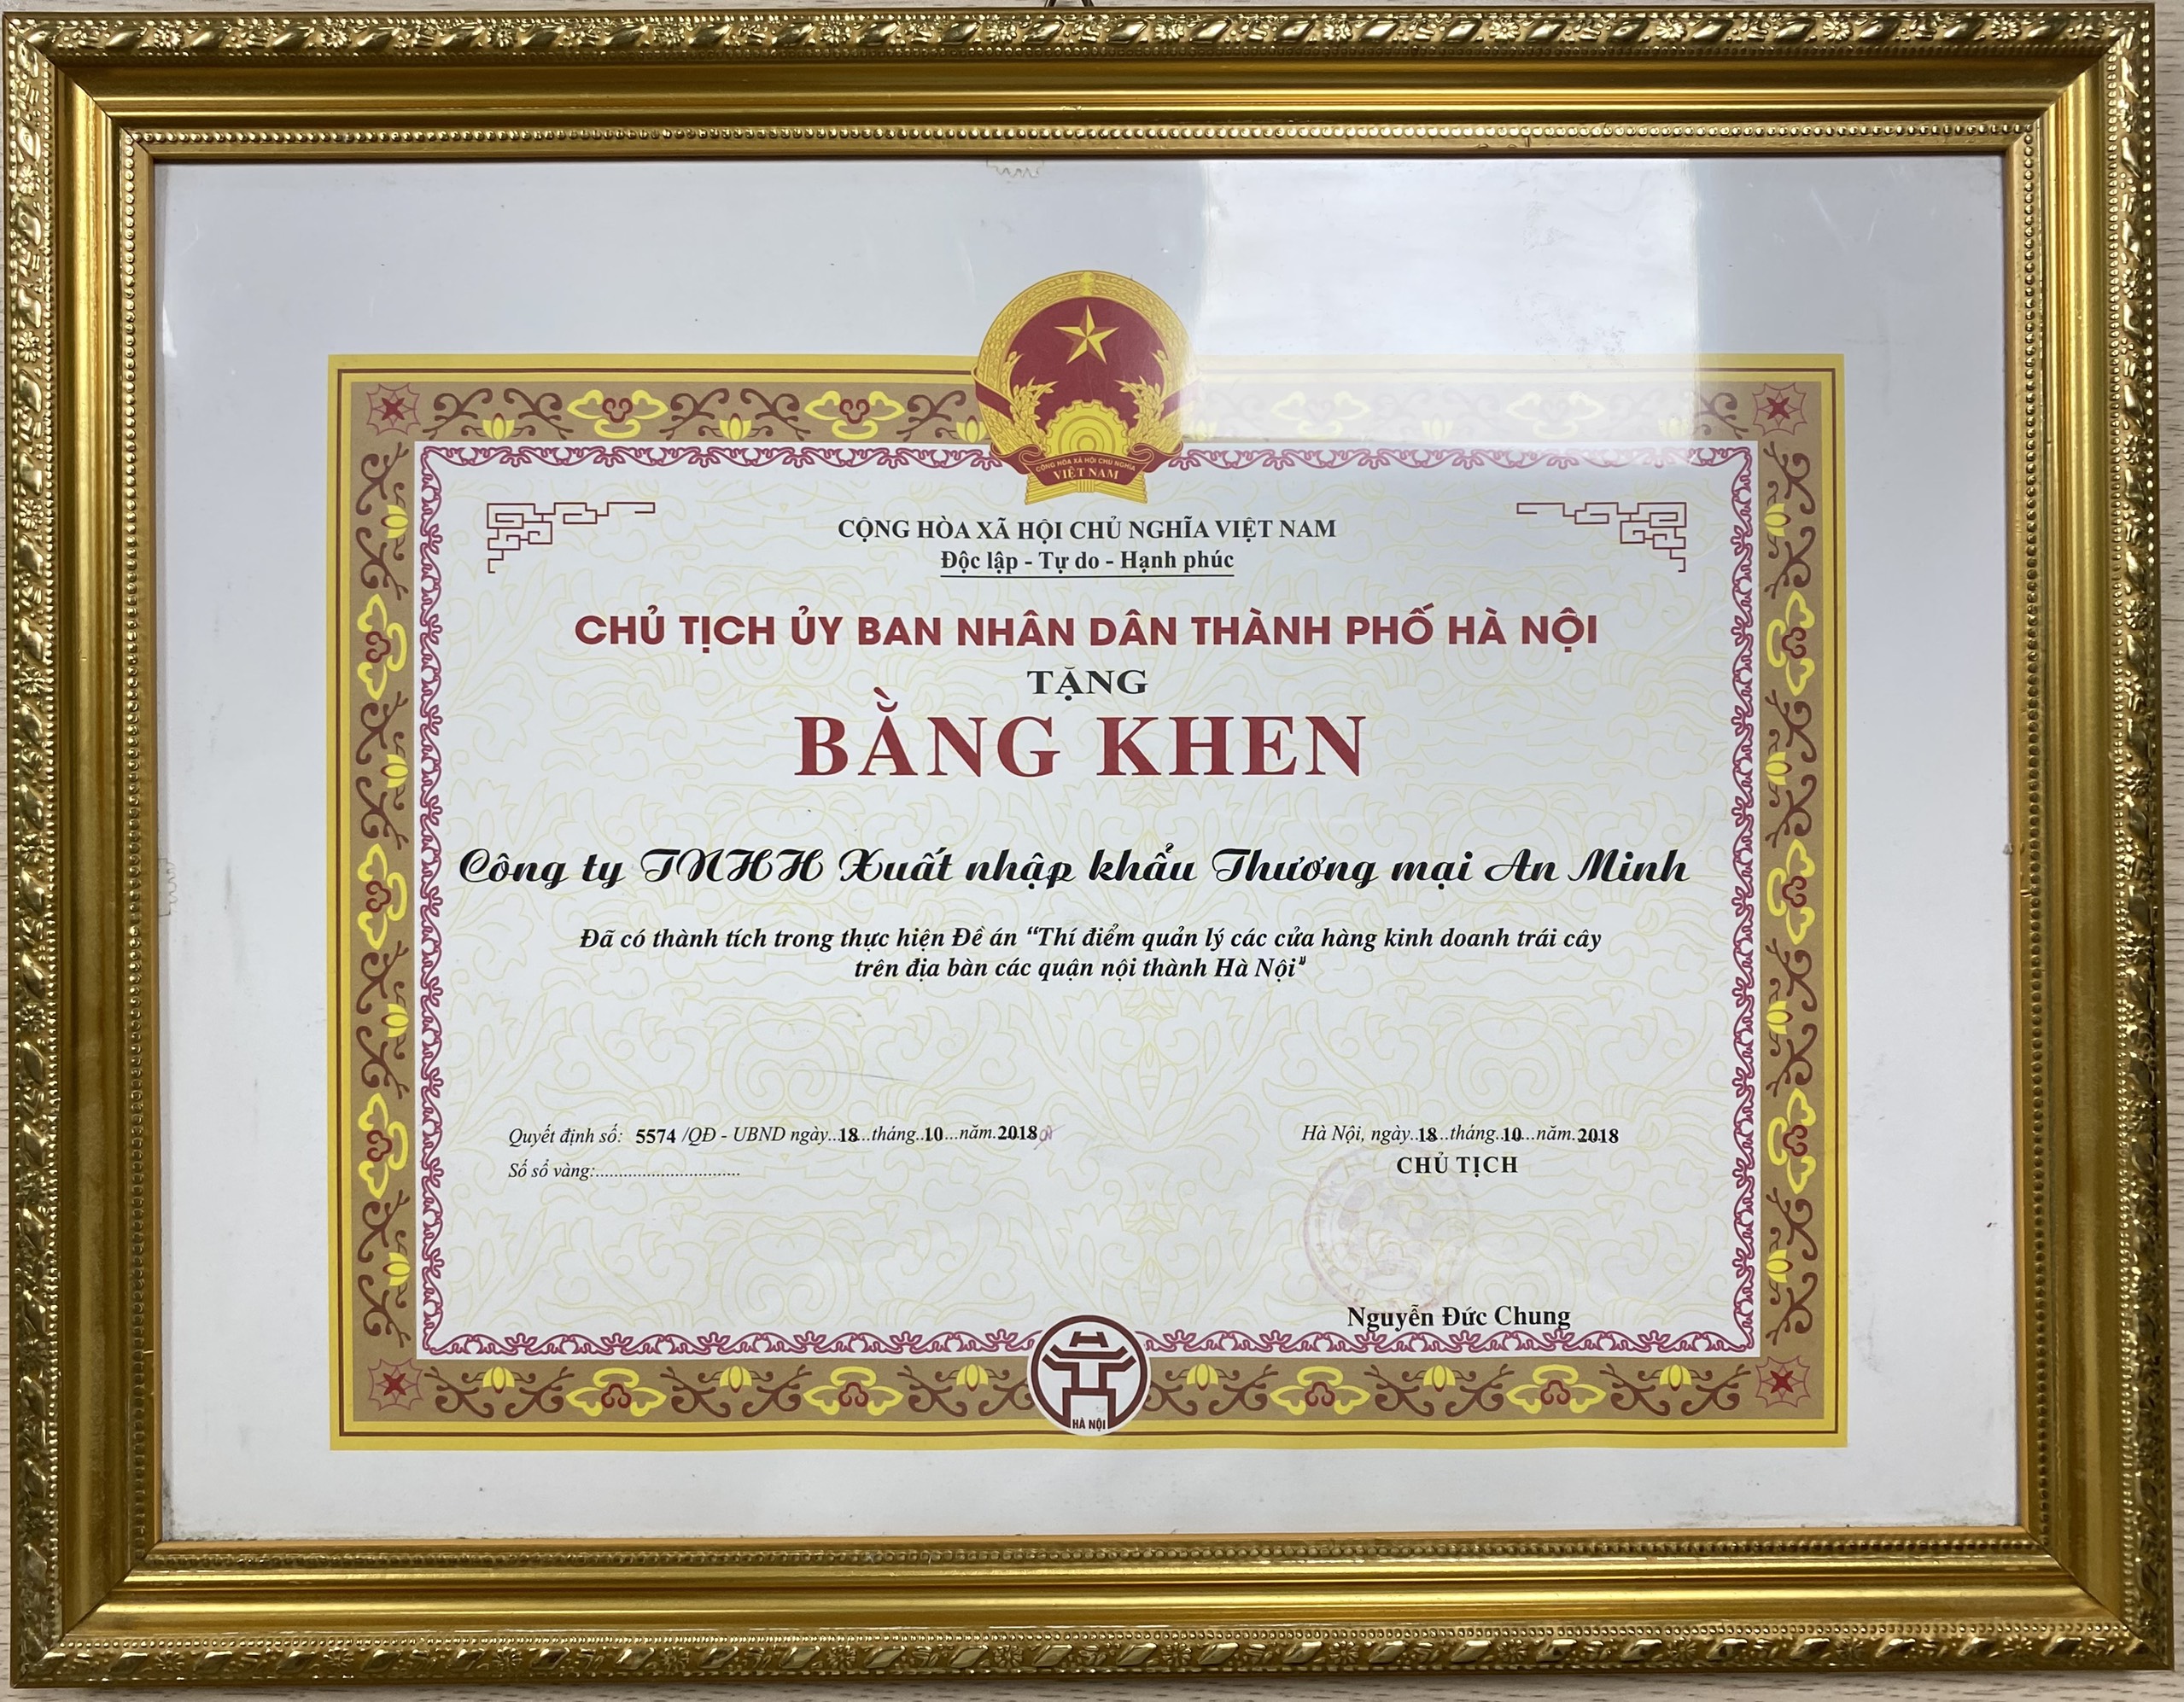 CỘNG HÒA XÃ HỘI CHỦ NGHĨA
VIỆT NAM
CỘNG HÒA XÃ HỘI CHỦ NGHĨA VIỆT NAM
Độc lập - Tự do - Hạnh phúc
CHỦ TỊCH ỦY BAN NHÂN DÂN THÀNH PHỐ HÀ NỘI
TẶNG
BẰNG KHEN
Công ty TNHH Xuất nhập khẩu Thương mại An Minh
Đã có thành tích trong thực hiện Đề án “Thí điểm quản lý các cửa hàng kinh doanh trái cây
trên địa bàn các quận nội thành Hà Nội”
Quyết định số: 5574 /QĐ - UBND ngày..18...tháng..10...năm.2018
Số sổ vàng:................................
Hà Nội, ngày..18...tháng..10...năm.2018
CHỦ TỊCH
Nguyễn Đức Chung
HÀ NỘI